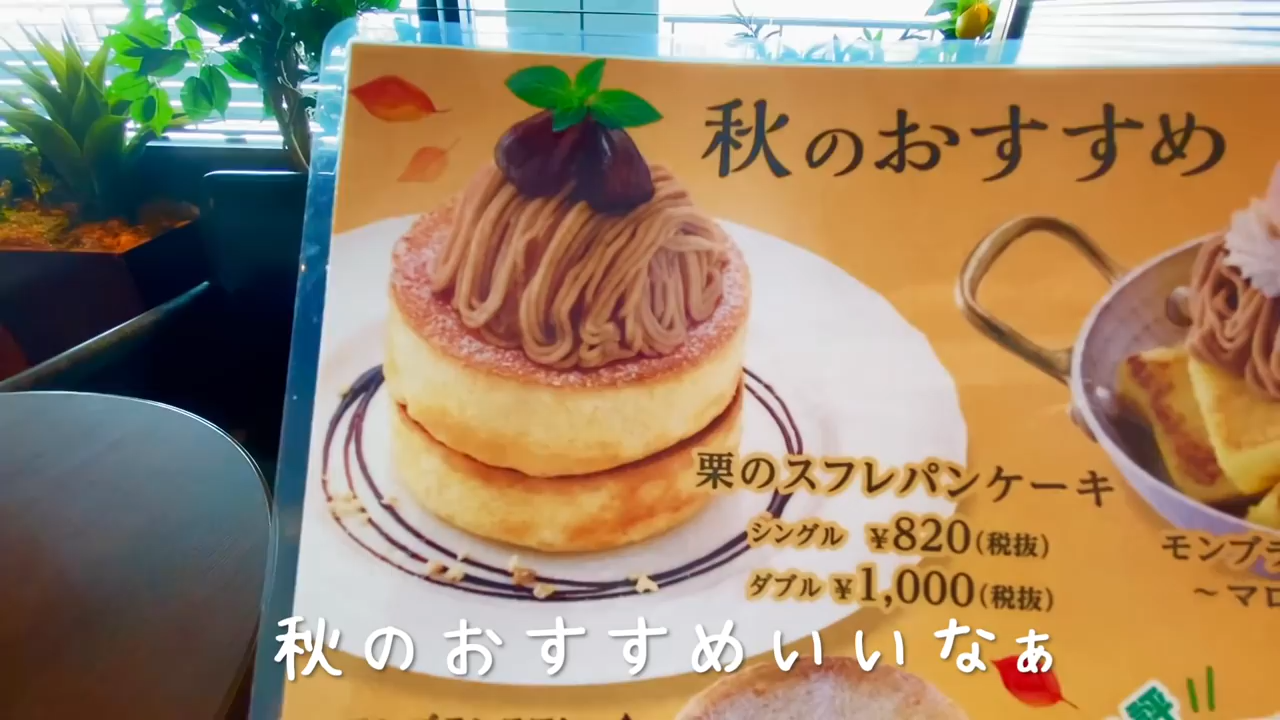 秋のおすすめ
栗のスフレパンケーキ
シングル ¥820(税抜)
ダブル ¥1,000(税抜)
モンブラ
～マロ
秋のおすすめいいなぁ